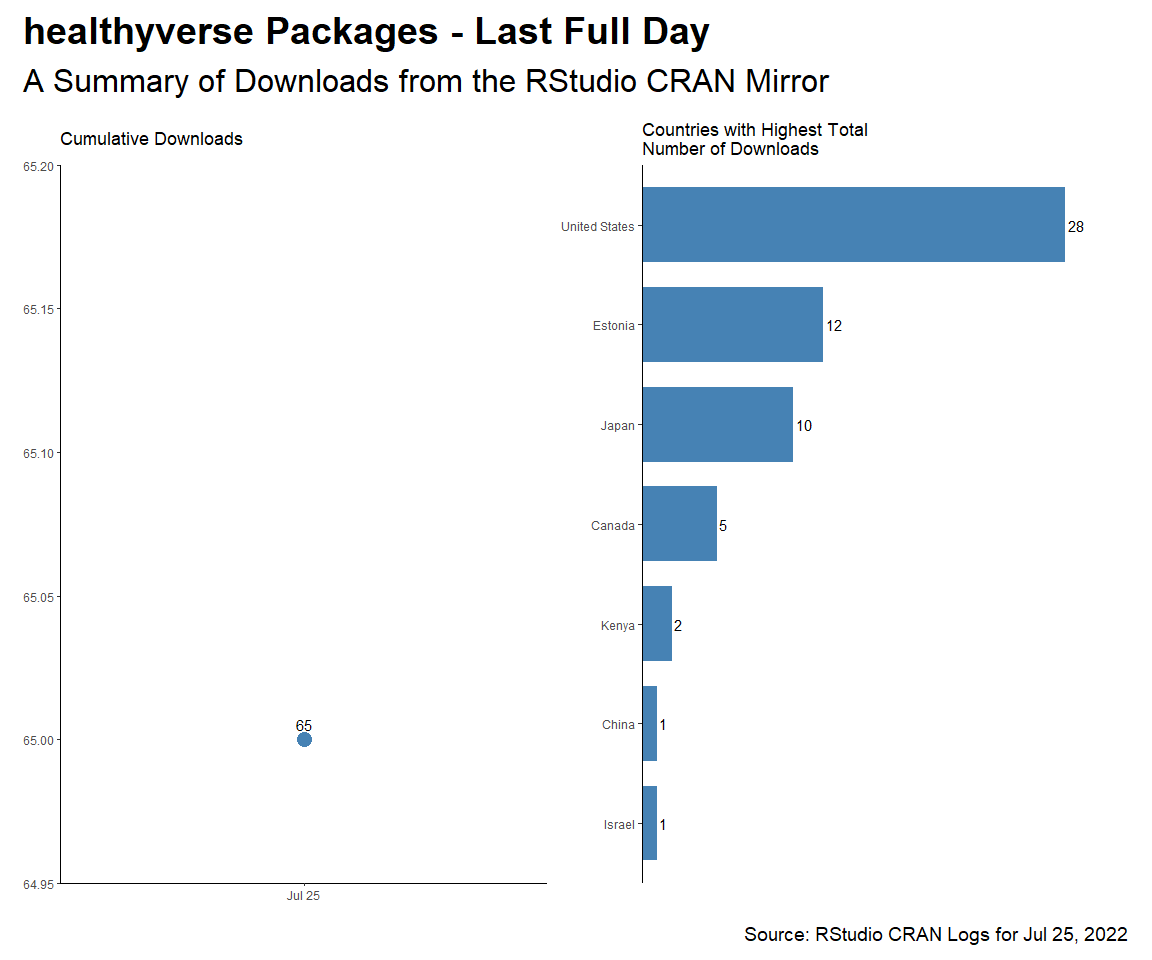 healthyverse Packages - Last Full Day
A Summary of Downloads from the RStudio CRAN Mirror
Cumulative Downloads
65.20
65.15
65.10
65.05
65.00
64.95
65
Jul 25
Countries with Highest Total
Number of Downloads
United States 28
Estonia 12
Japan 10
Canada 5
Kenya 2
China 1
Israel 1
Source: RStudio CRAN Logs for Jul 25, 2022